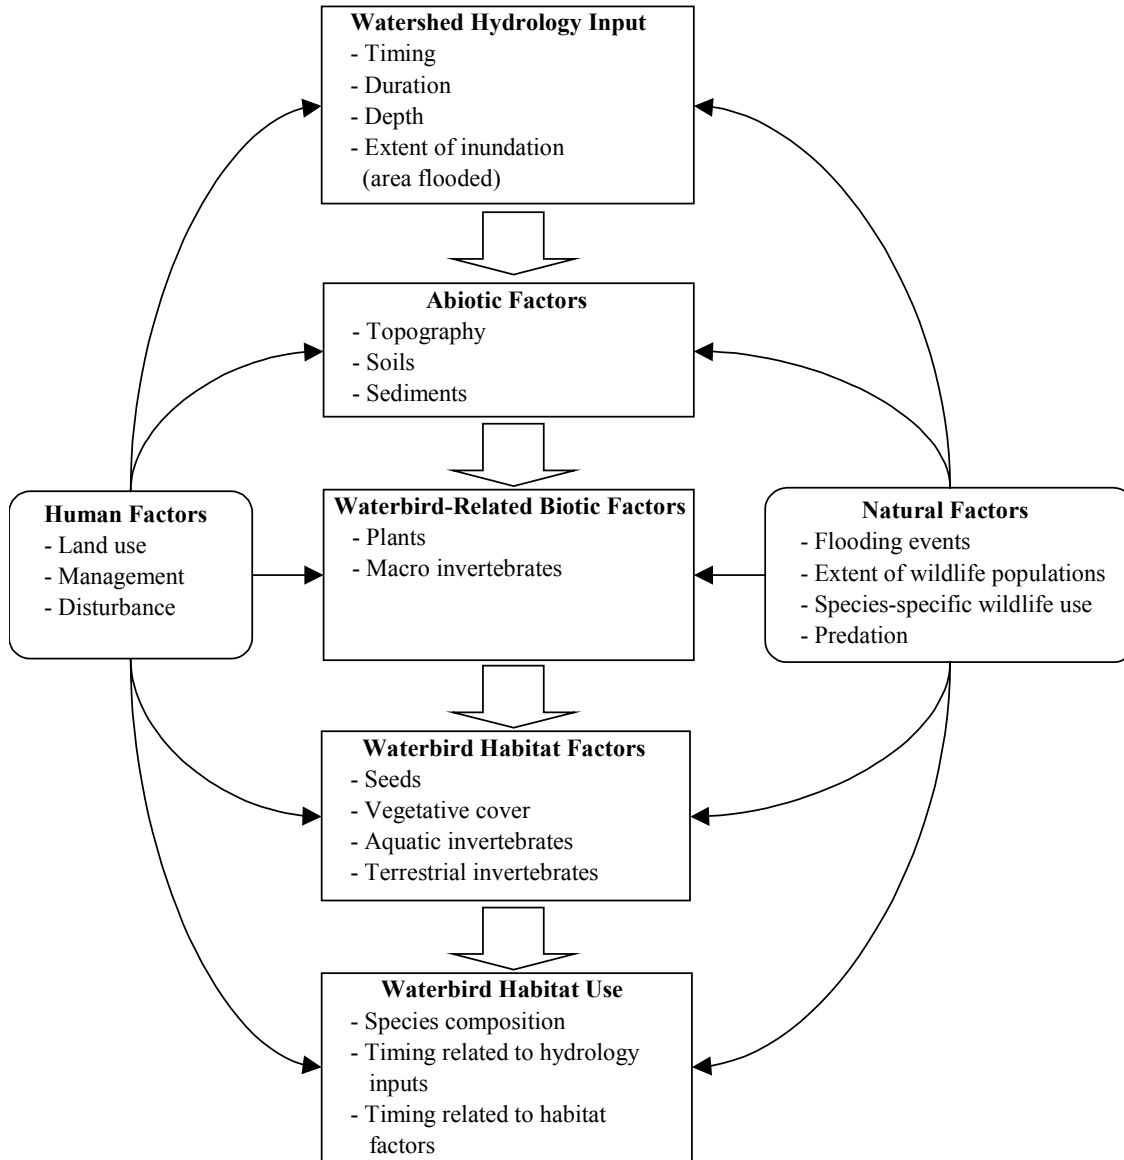 Watershed Hydrology Input
- Timing
- Duration
- Depth
- Extent of inundation
(area flooded)
Abiotic Factors
- Topography
- Soils
- Sediments
Human Factors
- Land use
- Management
- Disturbance
Waterbird-Related Biotic Factors
- Plants
- Macro invertebrates
Natural Factors
- Flooding events
- Extent of wildlife populations
- Species-specific wildlife use
- Predation
Waterbird Habitat Factors
- Seeds
- Vegetative cover
- Aquatic invertebrates
- Terrestrial invertebrates
Waterbird Habitat Use
- Species composition
- Timing related to hydrology
inputs
- Timing related to habitat
factors